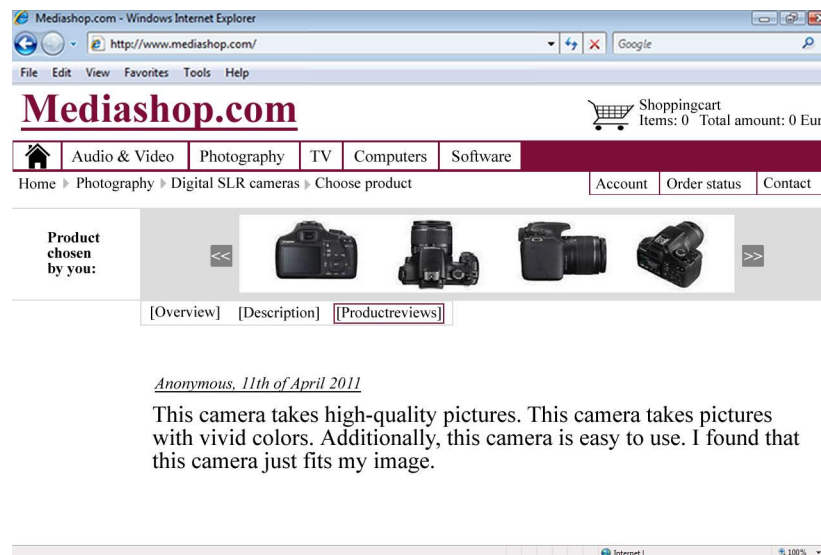 Mediashop.com - Windows Internet Explorer
http://www.mediashop.com/
Google
File Edit View Favorites Tools Help
Mediashop.com
Shoppingcart
Items: 0 Total amount: 0 Eur
Audio & Video Photography TV Computers Software
Home Photography Digital SLR cameras Choose product
Account Order status Contact
Product
chosen
by you:
<< >>
[Overview] [Description] [Productreviews]
Anonymous, 11th of April 2011
This camera takes high-quality pictures. This camera takes pictures
with vivid colors. Additionally, this camera is easy to use. I found that
this camera just fits my image.
Internet | 100%